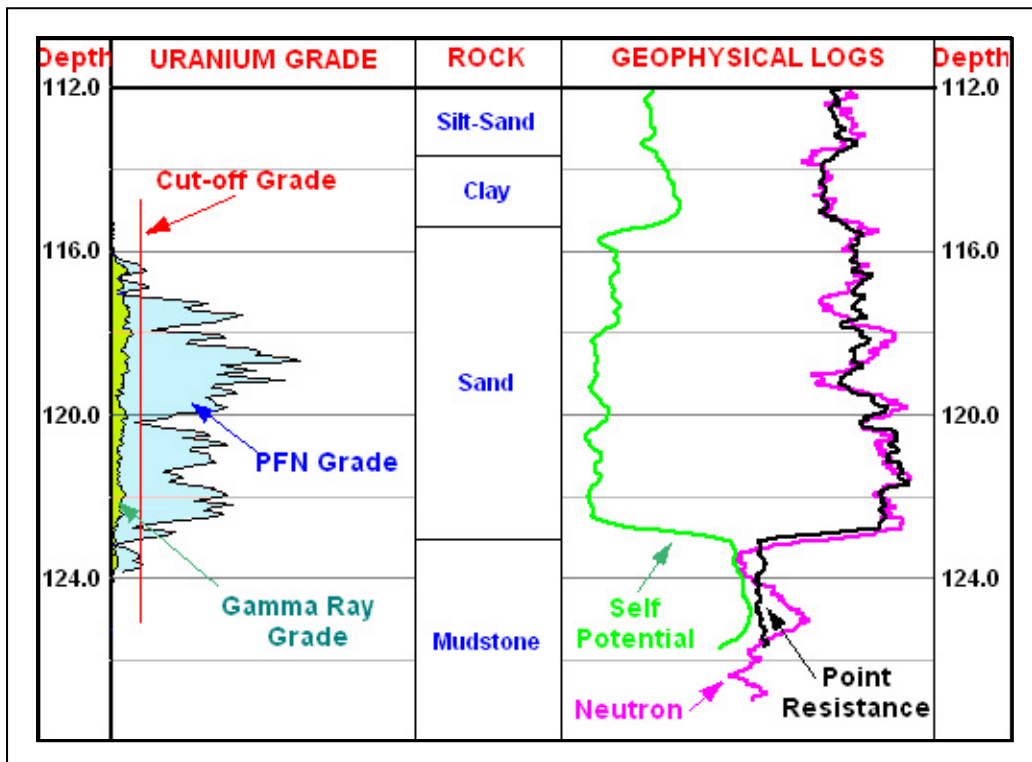 Depth URANIUM GRADE ROCK GEOPHYSICAL LOGS Depth
112.0 112.0
Silt-Sand
Cut-off Grade
Clay
116.0 116.0
Sand
120.0 120.0
PFN Grade
124.0 124.0
Gamma Ray
Grade
Self
Potential
Mudstone
Point
Resistance
Neutron